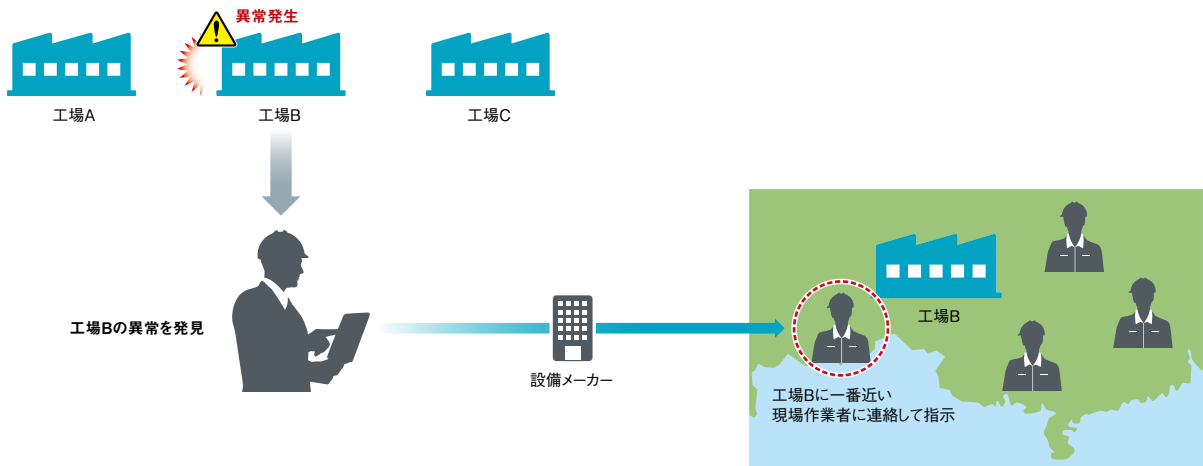 異常発生
工場A
工場B
工場C
工場Bの異常を発見
設備メーカー
工場B
工場Bに一番近い
現場作業者に連絡して指示